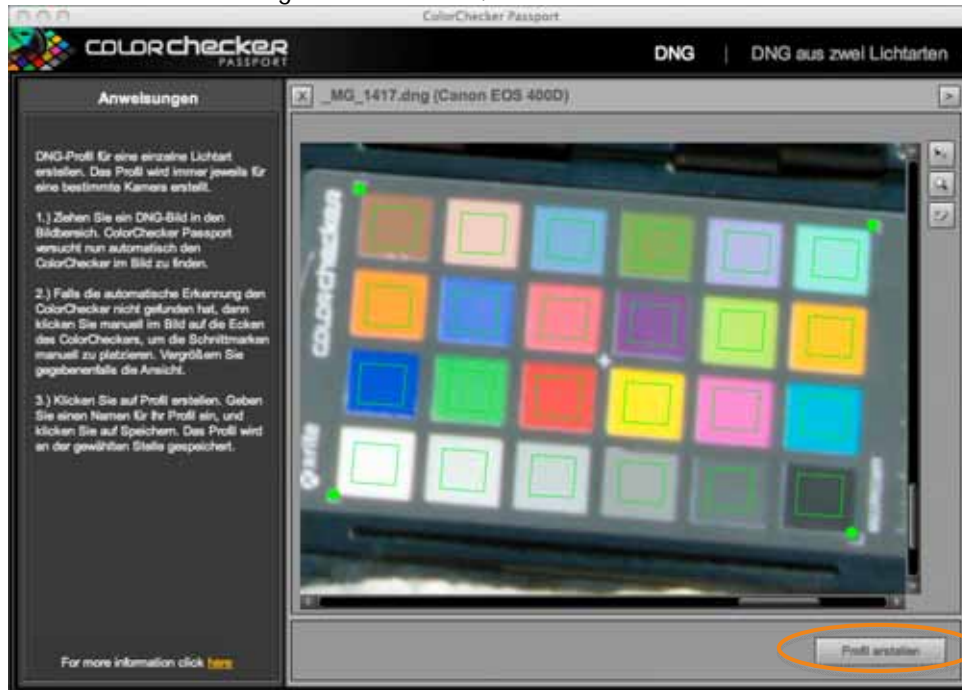 ColorChecker Passport
COLORchecker
PASSPORT
DNG | DNG aus zwei Lichtarten
Anweisungen
X _MG_1417.dng (Canon EOS 400D) >
DNG-Profil für eine einzelne Lichtart
erstellen. Das Profil wird immer jeweils für
eine bestimmte Kamera erstellt.
1.) Ziehen Sie ein DNG-Bild in den
Bildbereich. ColorChecker Passport
versucht nun automatisch den
ColorChecker im Bild zu finden.
2.) Falls die automatische Erkennung den
ColorChecker nicht gefunden hat, dann
klicken Sie manuell im Bild auf die Ecken
des ColorCheckers, um die Schnittmarken
manuell zu platzieren. Vergrößern Sie
gegebenenfalls die Ansicht.
3.) Klicken Sie auf Profil erstellen. Geben
Sie einen Namen für Ihr Profil ein, und
klicken Sie auf Speichern. Das Profil wird
an der gewählten Stelle gespeichert.
colorchecker
x-rite
For more information click here
Profil erstellen